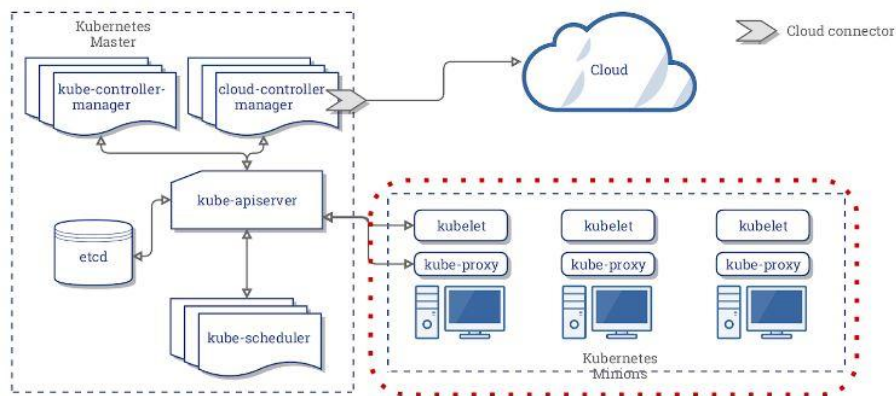 Kubernetes
Master
kube-controller-
manager
cloud-controller
manager
Cloud
Cloud connector
kube-apiserver
etcd
kube-scheduler
kubelet
kubelet
kubelet
kube-proxy
kube-proxy
kube-proxy
Kubernetes
Minions